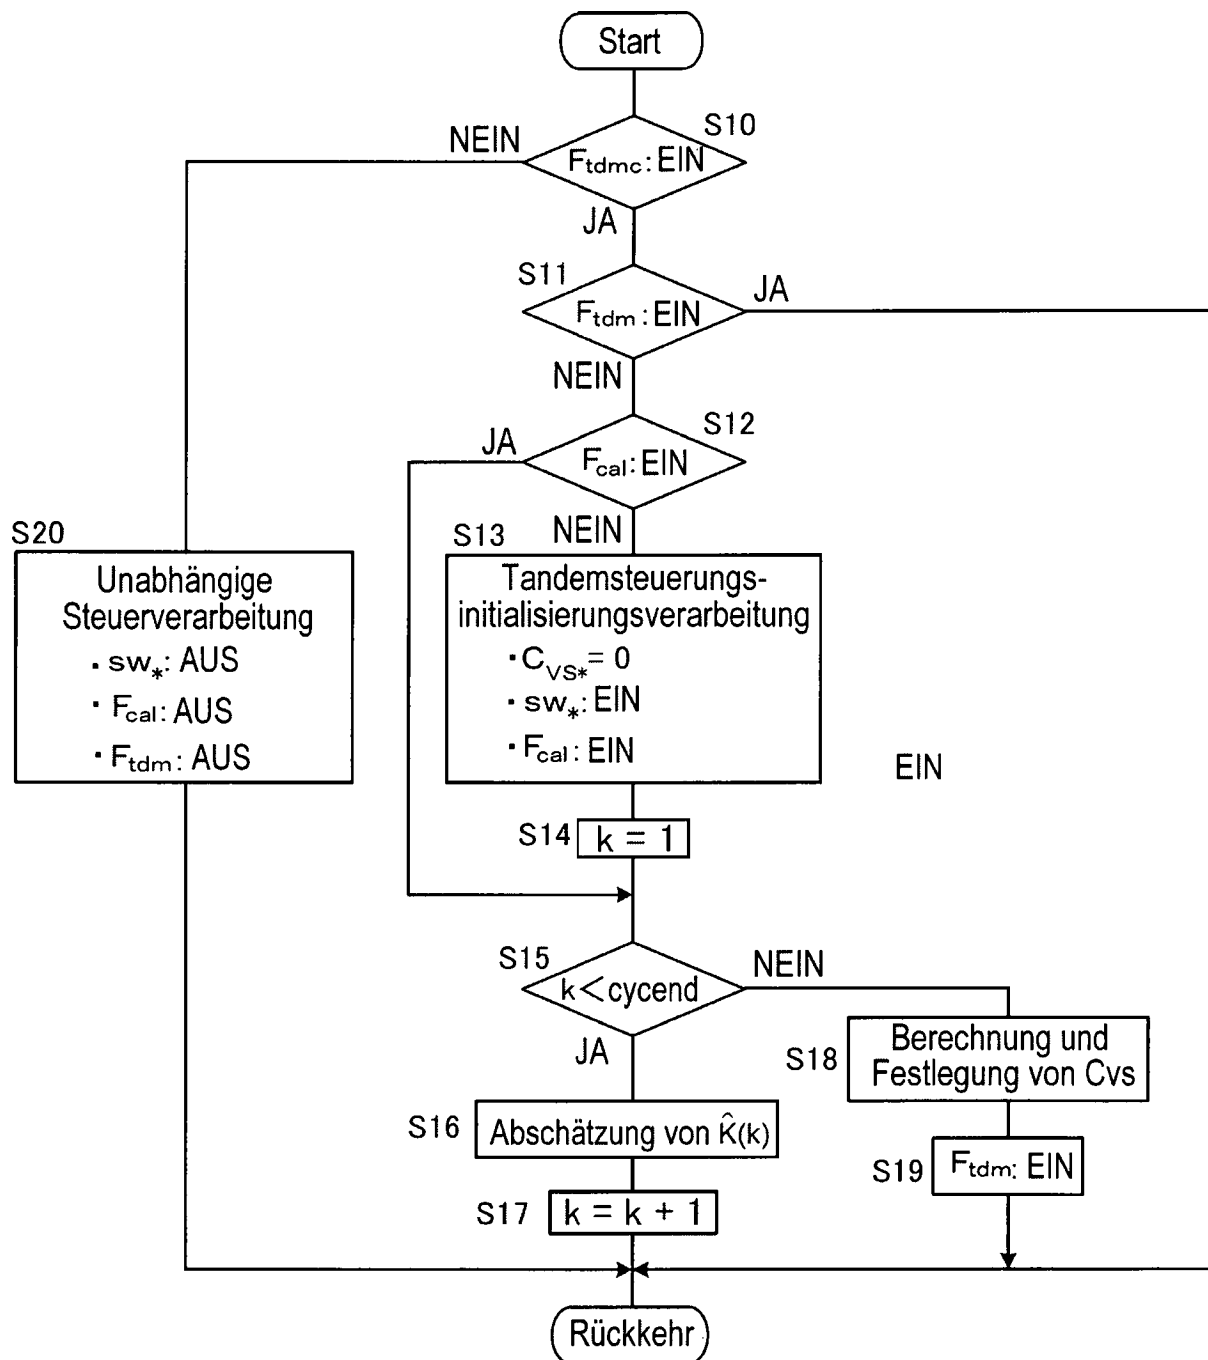 Start
S10
NEIN
Ftdmc: EIN
JA
S11
JA
Ftdm: EIN
NEIN
S12
JA
Fcal: EIN
NEIN
S20
Unabhängige
Steuerverarbeitung
· sw*: AUS
· Fcal: AUS
· Ftdm: AUS
S13
Tandemsteuerungs-
initialisierungsverarbeitung
· CVS* = 0
· sw*: EIN
· Fcal: EIN
EIN
S14
k = 1
S15
NEIN
k<cycend
JA
S18
Berechnung und
Festlegung von Cvs
S16
Abschätzung von K̂(k)
S19
Ftdm: EIN
S17
k = k + 1
Rückkehr